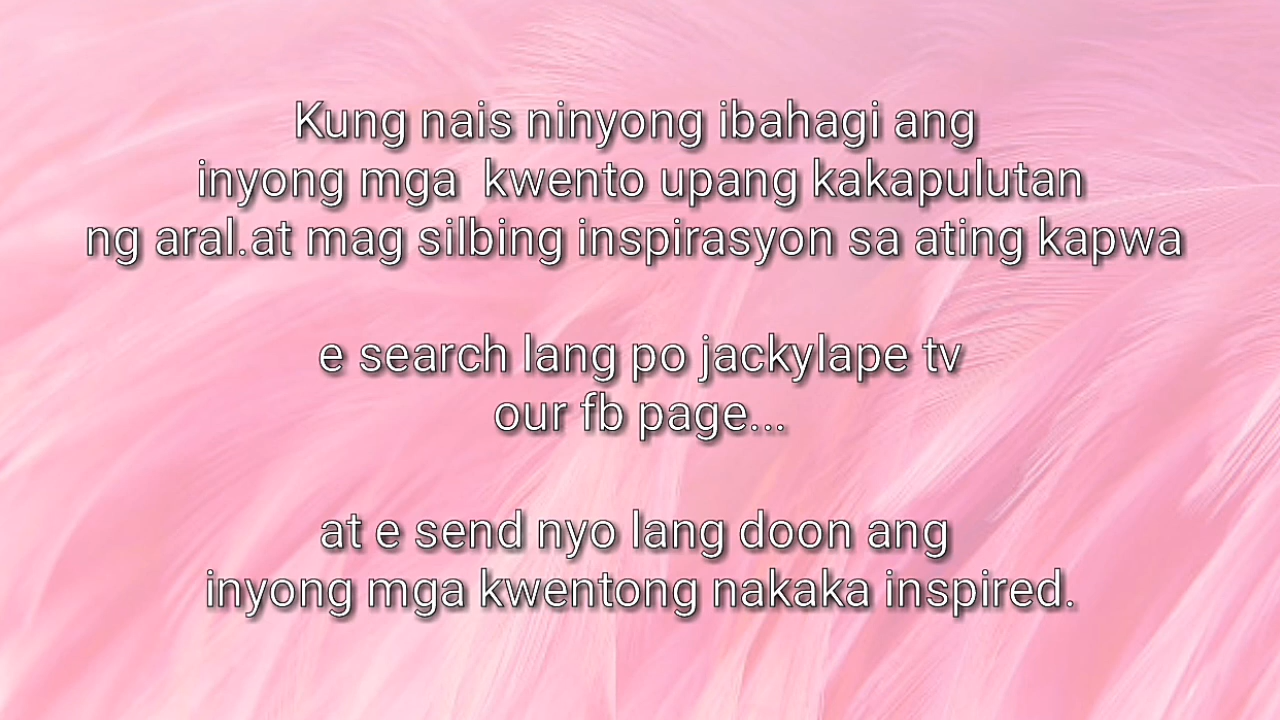 Kung nais ninyong ibahagi ang
inyong mga  kwento upang kakapulutan
ng aral.at mag silbing inspirasyon sa ating kapwa
e search lang po jackylape tv
our fb page...
at e send nyo lang doon ang
inyong mga kwentong nakaka inspired.